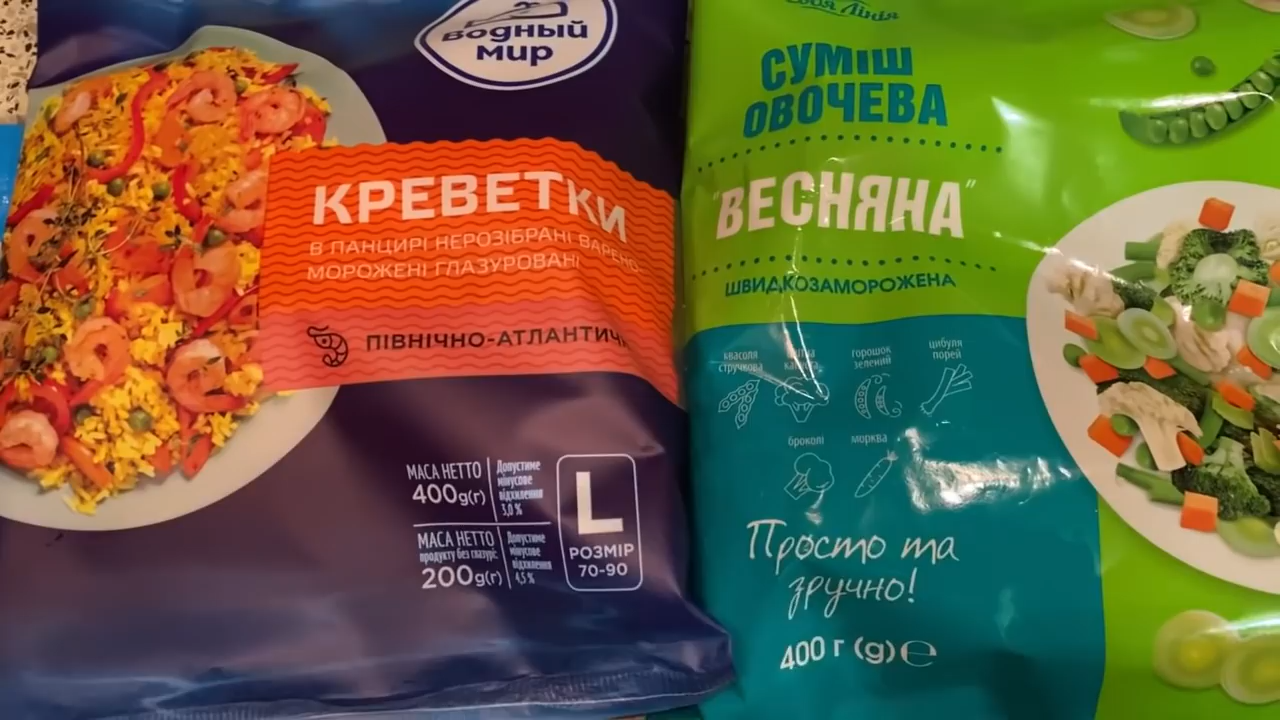 водный
мир
КРЕВЕТКИ
В ПАНЦИРІ НЕРОЗІБРАНІ ВАРЕНО-
МОРОЖЕНІ ГЛАЗУРОВАНІ
ПІВНІЧНО-АТЛАНТИЧ
МАСА НЕТТО
400g(г)
Допустиме
мінусове
відхилення
3,0 %
МАСА НЕТТО
продукту без глазурі:
200g(г)
Допустиме
мінусове
відхилення
4,5 %
L
РОЗМІР
70-90
Лінія
СУМІШ
ОВОЧЕВА
"ВЕСНЯНА"
ШВИДКОЗАМОРОЖЕНА
квасоля
стручкова
капуста
горошок
зелений
цибуля
порей
броколі
морква
Просто та
зручно!
400 г (g) ℮